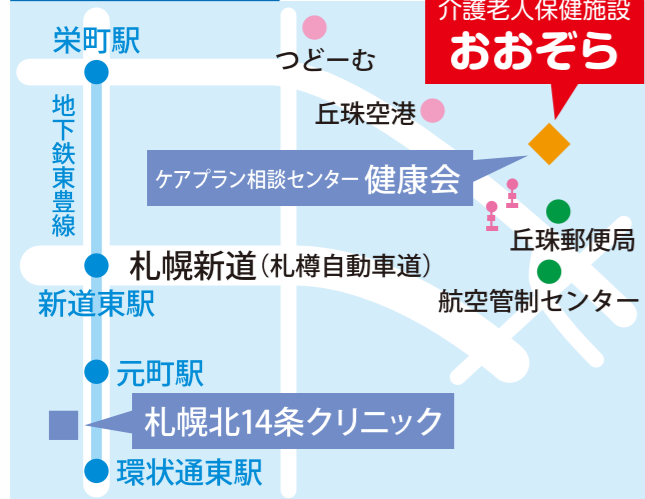 介護老人保健施設
おおぞら
栄町駅
つどーむ
丘珠空港
地下鉄東豊線
ケアプラン相談センター 健康会
丘珠郵便局
札幌新道（札樽自動車道）
航空管制センター
新道東駅
元町駅
札幌北14条クリニック
環状通東駅